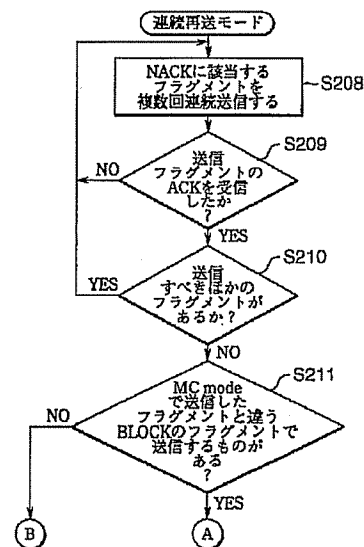 連続再送モード
NACKに該当する
フラグメントを
複数回連続送信する
S208
送信
フラグメントの
ACKを受信
したか
?
S209
NO
YES
送信
すべきほかの
フラグメントが
あるか?
S210
YES
NO
MC mode
で送信した
フラグメントと違う
BLOCKのフラグメントで
送信するものが
ある
?
S211
NO
YES
B
A